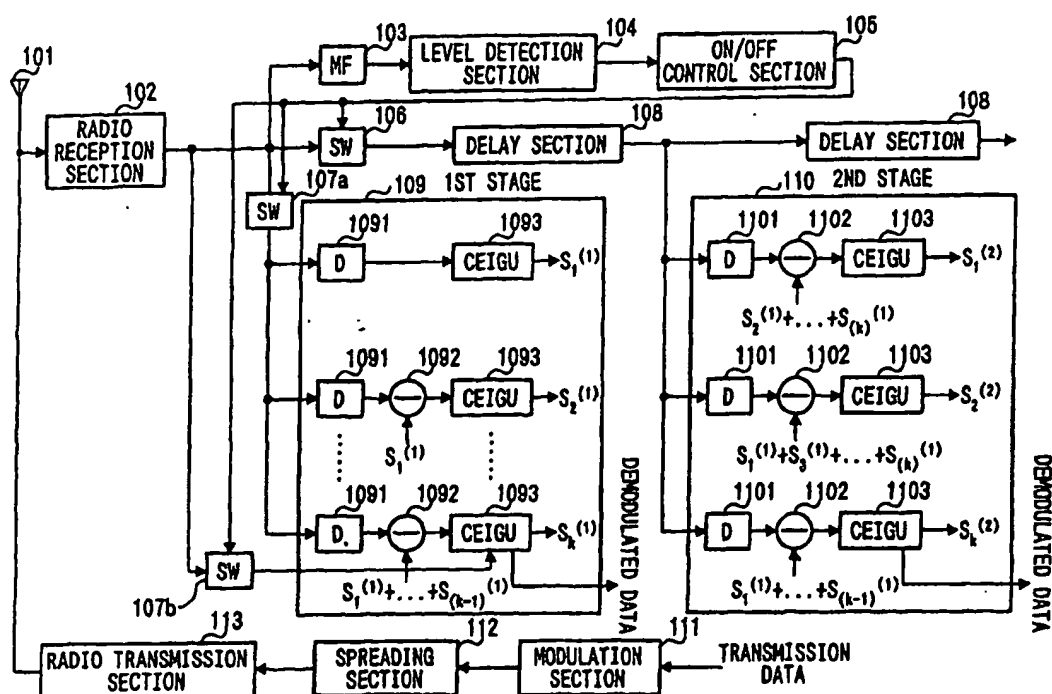 101
102
RADIO
RECEPTION
SECTION
103
MF
104
LEVEL DETECTION
SECTION
105
ON/OFF
CONTROL SECTION
106
SW
108
DELAY SECTION
108
DELAY SECTION
107a
SW
109
1ST STAGE
1091
D
1093
CEIGU
S1(1)
1091
D
1092
1093
CEIGU
S2(1)
S1(1)
1091
D.
1092
1093
CEIGU
Sk(1)
S1(1)+...+S(k-1)(1)
SW
107b
DEMODULATED DATA
110
2ND STAGE
1101
D
1102
1103
CEIGU
S1(2)
S2(1)+...+S(k)(1)
1101
D
1102
1103
CEIGU
S2(2)
S1(1)+S3(1)+...+S(k)(1)
1101
D
1102
1103
CEIGU
Sk(2)
S1(1)+...+S(k-1)(1)
DEMODULATED DATA
113
RADIO TRANSMISSION
SECTION
112
SPREADING
SECTION
111
MODULATION
SECTION
TRANSMISSION
DATA